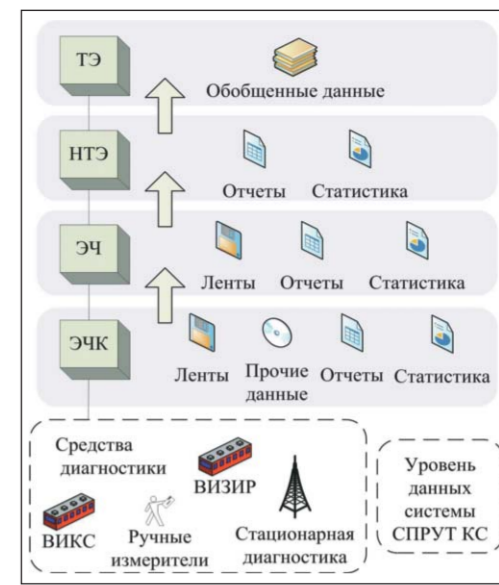 ТЭ
Обобщенные данные
НТЭ
Отчеты Статистика
ЭЧ
Ленты Отчеты Статистика
ЭЧК
Ленты Прочие данные Отчеты Статистика
Средства
диагностики
ВИЗИР
ВИКС
Ручные
измерители
Стационарная
диагностика
Уровень
данных
системы
СПРУТ КС